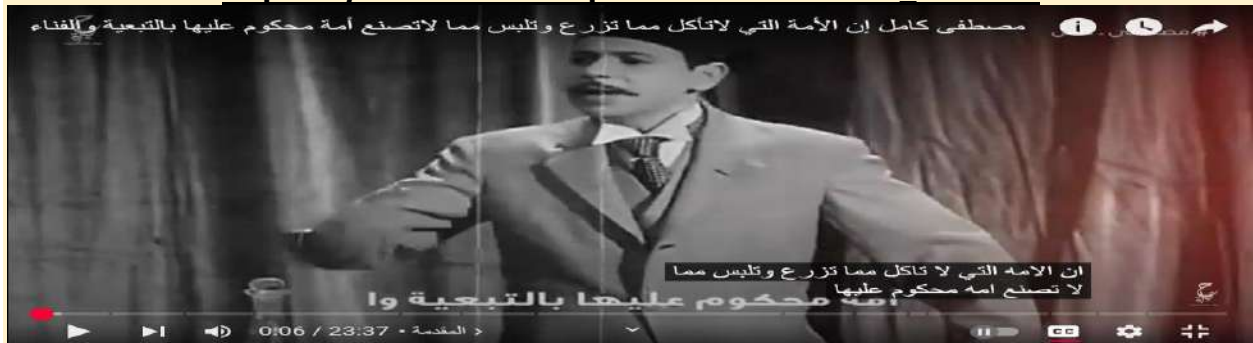 مصطفى كامل إن الأمة التي لاتأكل مما تزرع وتلبس مما لاتصنع أمة محكوم عليها بالتبعية والفناء
ان الامه التي لا تاكل مما تزرع وتلبس مما
لا تصنع امه محكوم عليها
أمة محكوم عليها بالتبعية وا
0:06 / 23:37 • المقدمة ›
CC